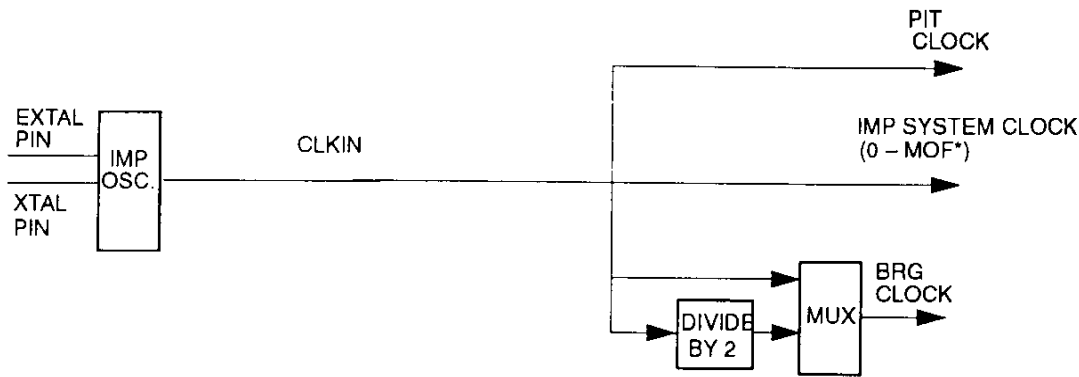 PIT
CLOCK
EXTAL
PIN
IMP
OSC.
XTAL
PIN
CLKIN
IMP SYSTEM CLOCK
(0 – MOF*)
DIVIDE
BY 2
MUX
BRG
CLOCK